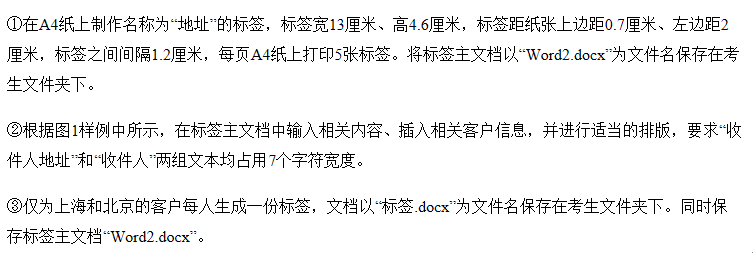 ①在A4纸上制作名称为“地址”的标签，标签宽13厘米、高4.6厘米，标签距纸张上边距0.7厘米、左边距2
厘米，标签之间间隔1.2厘米，每页A4纸上打印5张标签。将标签主文档以“Word2.docx”为文件名保存在考
生文件夹下。
②根据图1样例中所示，在标签主文档中输入相关内容、插入相关客户信息，并进行适当的排版，要求“收
件人地址”和“收件人”两组文本均占用7个字符宽度。
③仅为上海和北京的客户每人生成一份标签，文档以“标签.docx”为文件名保存在考生文件夹下。同时保
存标签主文档“Word2.docx”。